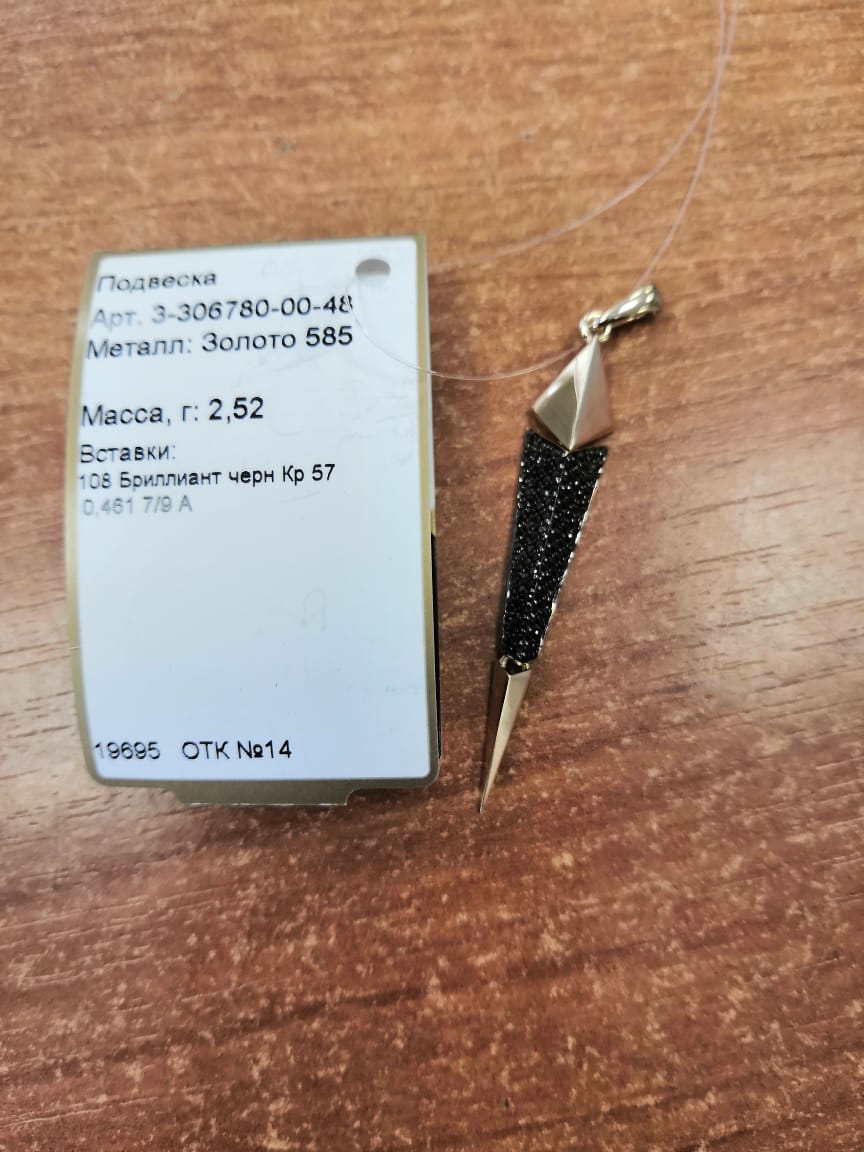 Подвеска
Арт. 3-306780-00-48
Металл: Золото 585
Масса, г: 2,52
Вставки:
108 Бриллиант черн Кр 57
0,461 7/9 А
19695 ОТК №14